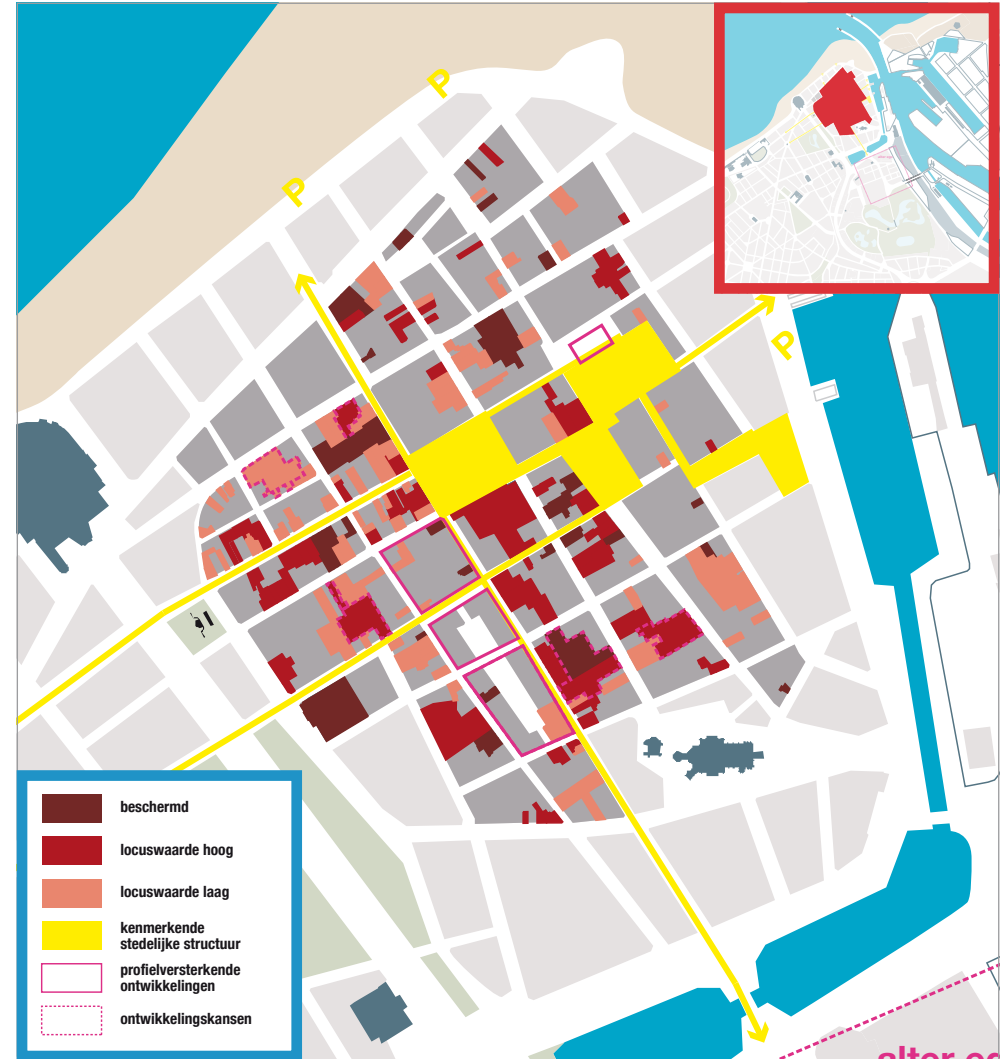 P
P
P
beschermd
locuswaarde hoog
locuswaarde laag
kenmerkende
stedelijke structuur
profielversterkende
ontwikkelingen
ontwikkelingskansen